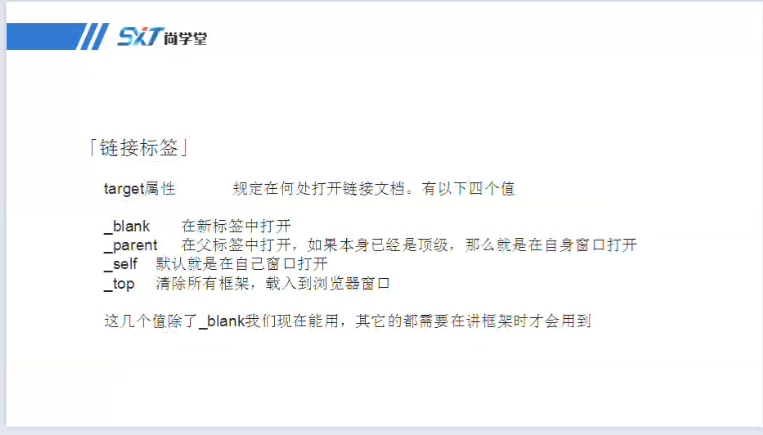 SXT尚学堂
「链接标签」
target属性 规定在何处打开链接文档。有以下四个值
_blank 在新标签中打开
_parent 在父标签中打开，如果本身已经是顶级，那么就是在自身窗口打开
_self 默认就是在自己窗口打开
_top 清除所有框架，载入到浏览器窗口
这几个值除了_blank我们现在能用，其它的都需要在讲框架时才会用到